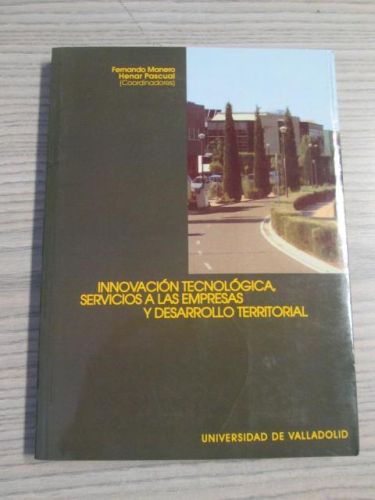 Fernando Manero
Henar Pascual
(Coordinadores)
INNOVACIÓN TECNOLÓGICA,
SERVICIOS A LAS EMPRESAS
Y DESARROLLO TERRITORIAL
UNIVERSIDAD DE VALLADOLID